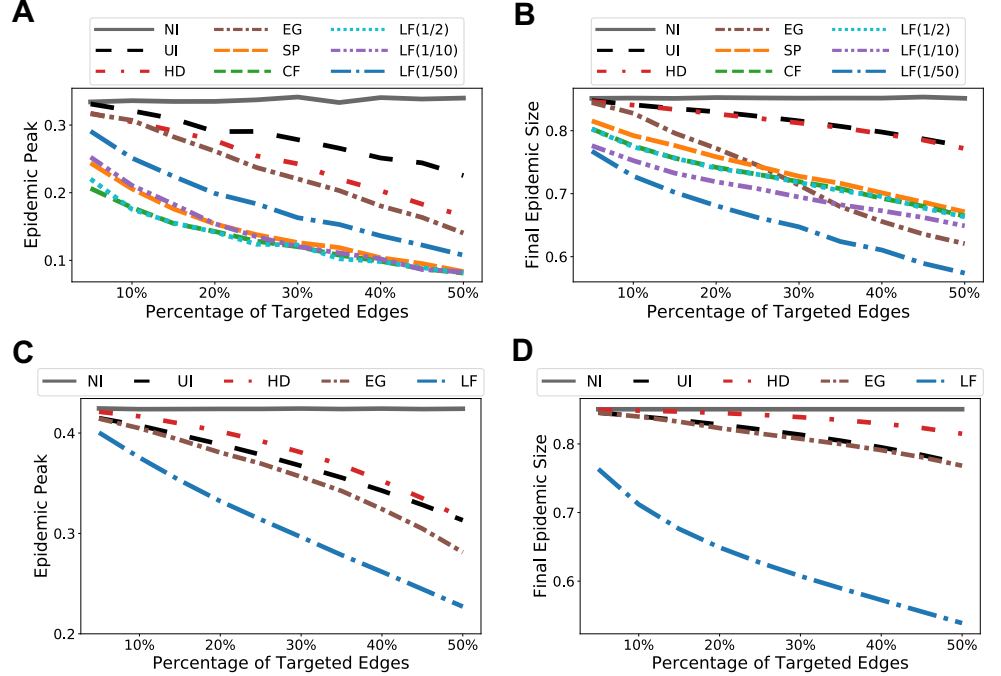 A
NI EG LF(1/2)
UI SP LF(1/10)
HD CF LF(1/50)
0.3
0.2
0.1
Epidemic Peak
10% 20% 30% 40% 50%
Percentage of Targeted Edges
B
NI EG LF(1/2)
UI SP LF(1/10)
HD CF LF(1/50)
0.8
0.7
0.6
Final Epidemic Size
10% 20% 30% 40% 50%
Percentage of Targeted Edges
C
NI UI HD EG LF
0.4
0.3
0.2
Epidemic Peak
10% 20% 30% 40% 50%
Percentage of Targeted Edges
D
NI UI HD EG LF
0.8
0.7
0.6
Final Epidemic Size
10% 20% 30% 40% 50%
Percentage of Targeted Edges